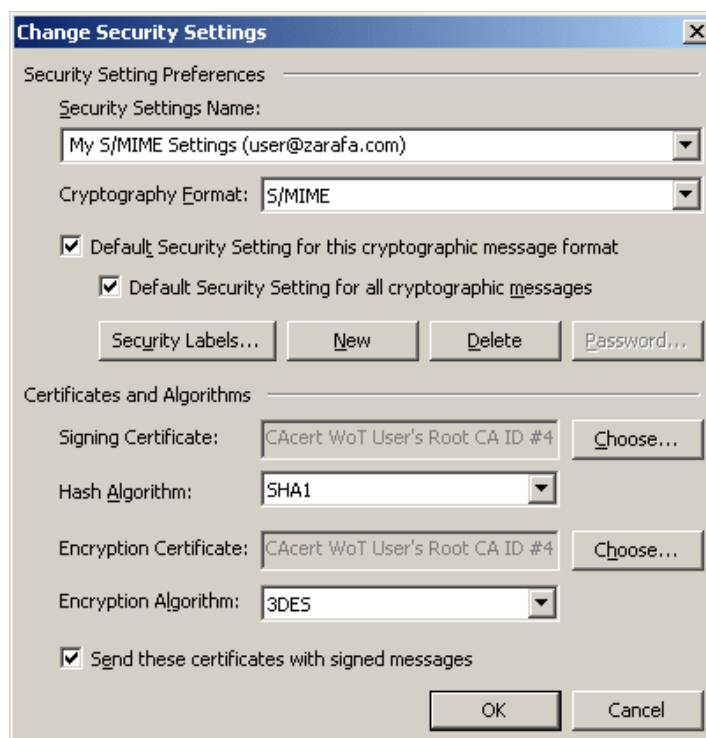 Change Security Settings
Security Setting Preferences
Security Settings Name:
My S/MIME Settings (user@zarafa.com)
Cryptography Format: S/MIME
Default Security Setting for this cryptographic message format
Default Security Setting for all cryptographic messages
Security Labels... New Delete Password...
Certificates and Algorithms
Signing Certificate: CAcert WoT User's Root CA ID #4 Choose...
Hash Algorithm: SHA1
Encryption Certificate: CAcert WoT User's Root CA ID #4 Choose...
Encryption Algorithm: 3DES
Send these certificates with signed messages
OK Cancel